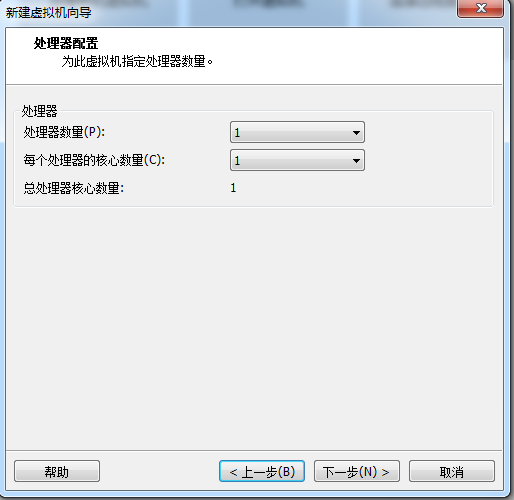 新建虚拟机向导
处理器配置
为此虚拟机指定处理器数量。
处理器
处理器数量(P): 1
每个处理器的核心数量(C): 1
总处理器核心数量: 1
帮助 < 上一步(B) 下一步(N) > 取消